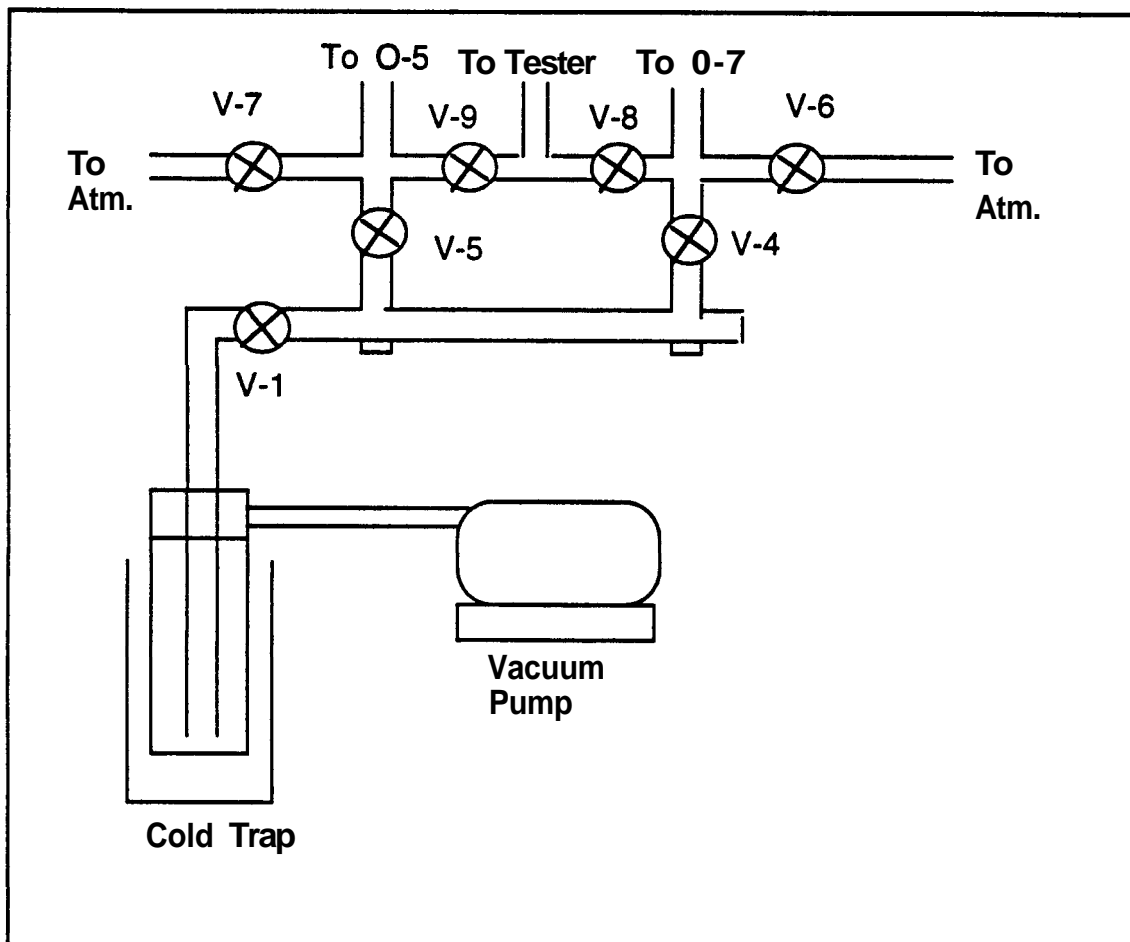 To O-5
To Tester
To 0-7
V-7
V-9
V-8
V-6
To
Atm.
To
Atm.
V-5
V-4
V-1
Vacuum
Pump
Cold Trap